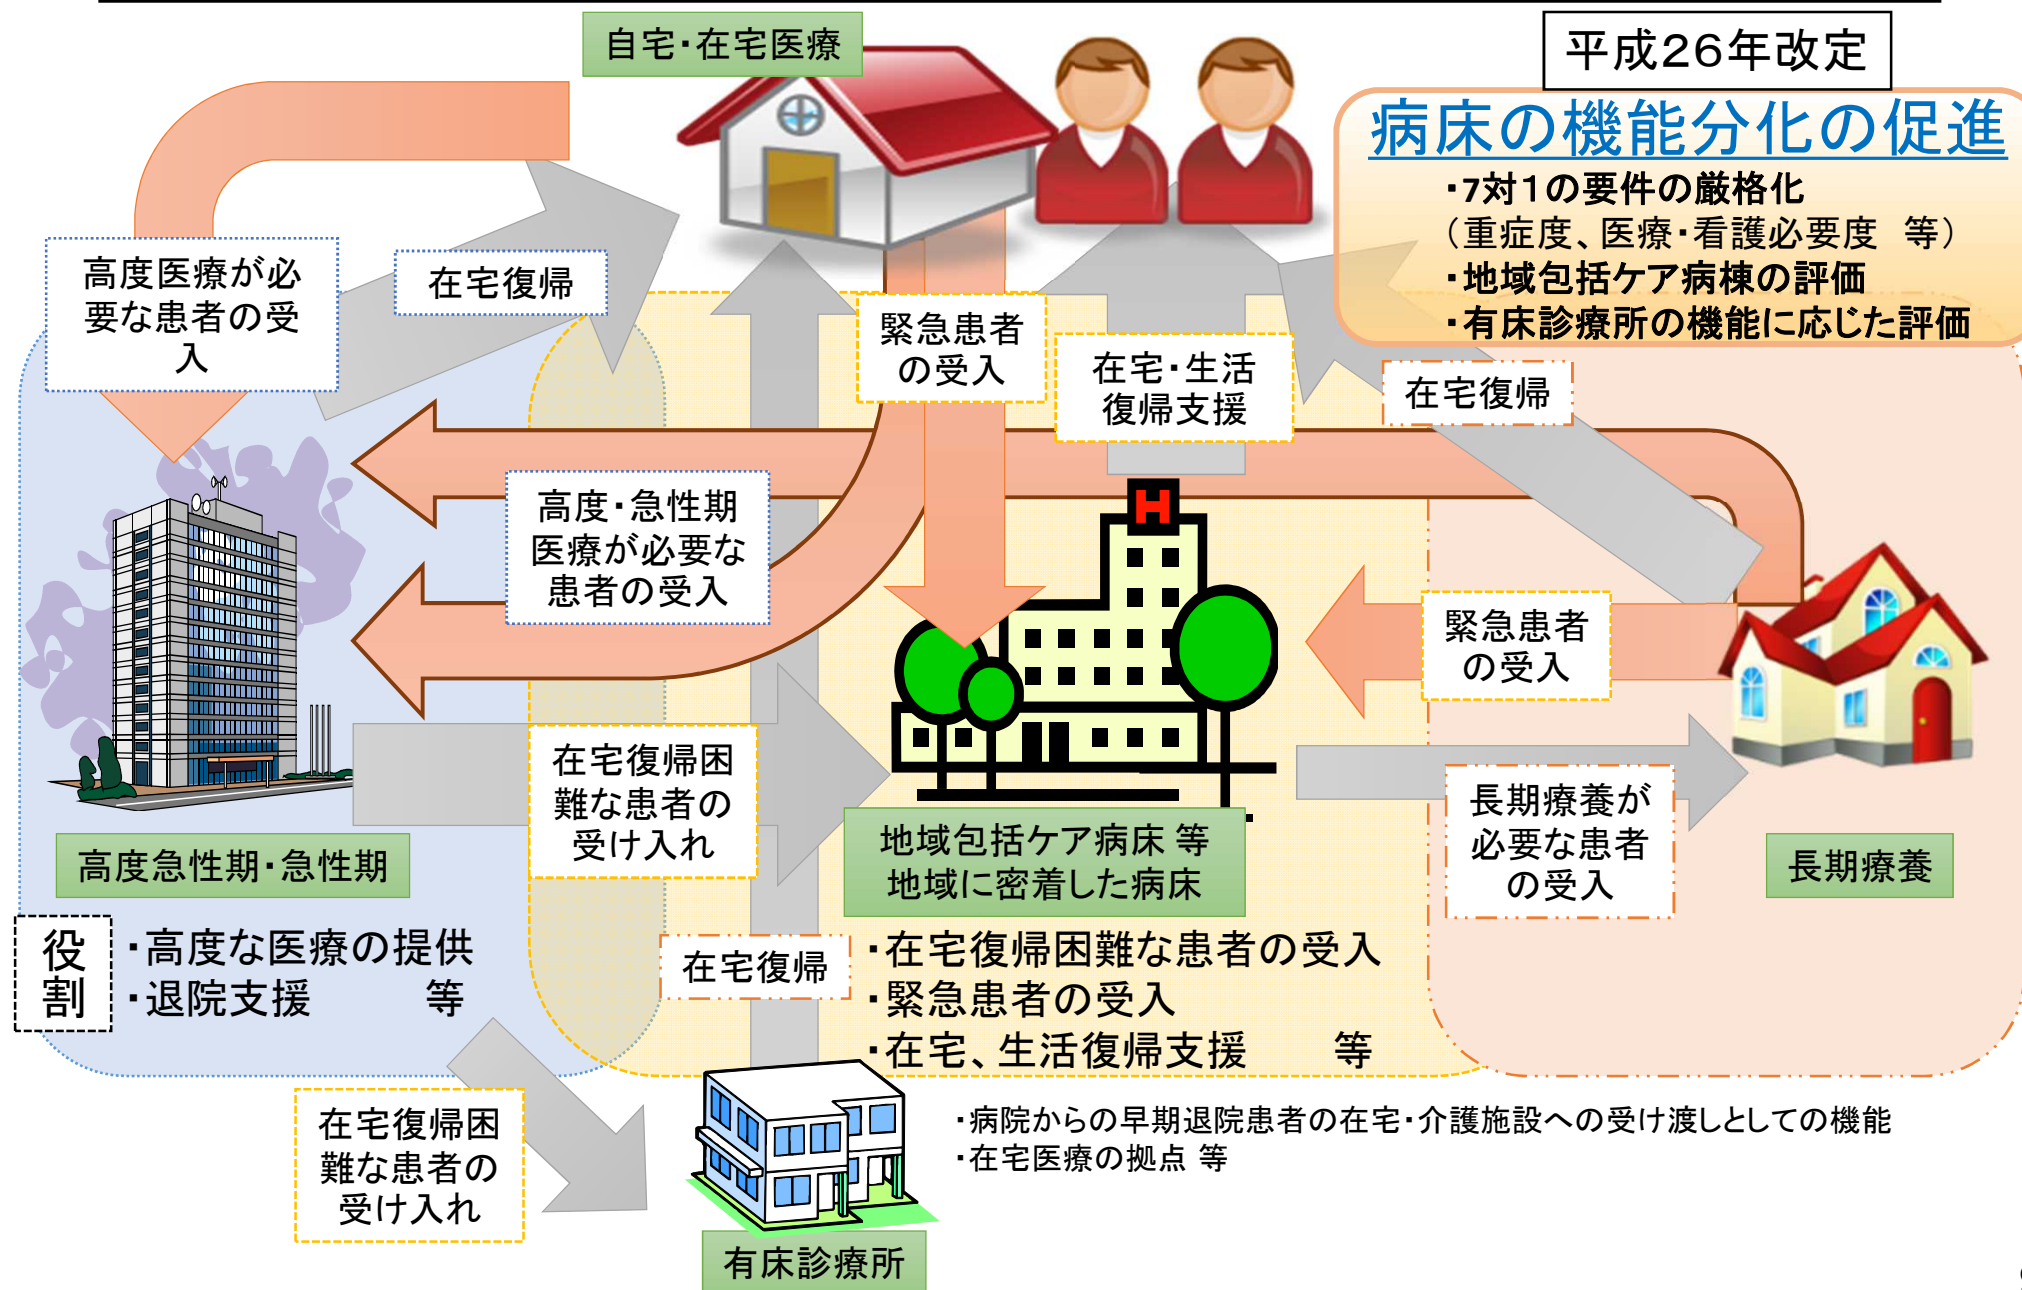 自宅・在宅医療
平成26年改定
病床の機能分化の促進
・7対1の要件の厳格化
（重症度、医療・看護必要度　等）
・地域包括ケア病棟の評価
・有床診療所の機能に応じた評価
高度医療が必
要な患者の受
入
在宅復帰
緊急患者
の受入
在宅・生活
復帰支援
在宅復帰
高度・急性期
医療が必要な
患者の受入
H
緊急患者
の受入
在宅復帰困
難な患者の
受け入れ
長期療養が
必要な患者
の受入
高度急性期・急性期
地域包括ケア病床 等
地域に密着した病床
長期療養
役
割
・高度な医療の提供
・退院支援　　　等
在宅復帰
・在宅復帰困難な患者の受入
・緊急患者の受入
・在宅、生活復帰支援　　等
在宅復帰困
難な患者の
受け入れ
・病院からの早期退院患者の在宅・介護施設への受け渡しとしての機能
・在宅医療の拠点 等
有床診療所